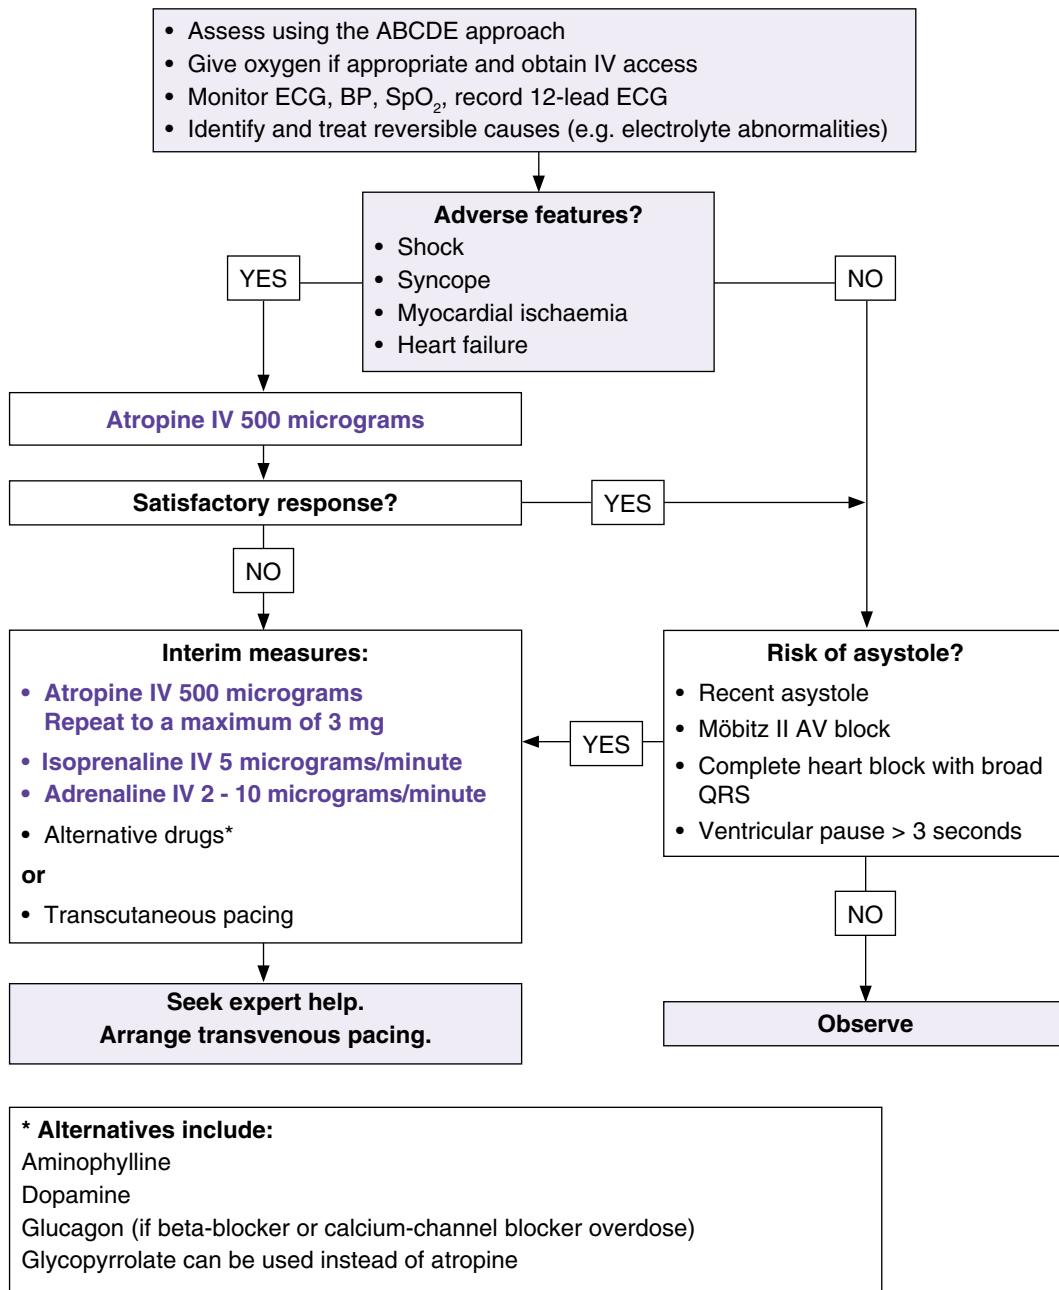 • Assess using the ABCDE approach
• Give oxygen if appropriate and obtain IV access
• Monitor ECG, BP, SpO₂, record 12-lead ECG
• Identify and treat reversible causes (e.g. electrolyte abnormalities)
Adverse features?
• Shock
• Syncope
• Myocardial ischaemia
• Heart failure
YES
NO
Atropine IV 500 micrograms
Satisfactory response?
YES
NO
Interim measures:
• Atropine IV 500 micrograms
Repeat to a maximum of 3 mg
• Isoprenaline IV 5 micrograms/minute
• Adrenaline IV 2 - 10 micrograms/minute
• Alternative drugs*
or
• Transcutaneous pacing
YES
Risk of asystole?
• Recent asystole
• Möbitz II AV block
• Complete heart block with broad
QRS
• Ventricular pause > 3 seconds
NO
Seek expert help.
Arrange transvenous pacing.
Observe
* Alternatives include:
Aminophylline
Dopamine
Glucagon (if beta-blocker or calcium-channel blocker overdose)
Glycopyrrolate can be used instead of atropine